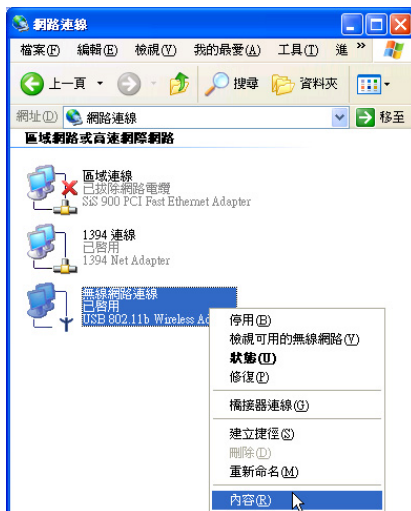 網路連線
檔案(F) 編輯(E) 檢視(V) 我的最愛(A) 工具(T) 進 »
上一頁 搜尋 資料夾
網址(D) 網路連線 移至
區域網路或高速網際網路
區域連線
已拔除網路電纜
SiS 900 PCI Fast Ethernet Adapter
1394 連線
已啓用
1394 Net Adapter
無線網路連線
已啓用
USB 802.11b Wireless Ad
停用(B)
檢視可用的無線網路(V)
狀態(U)
修復(P)
橋接器連線(G)
建立捷徑(S)
刪除(D)
重新命名(M)
內容(R)